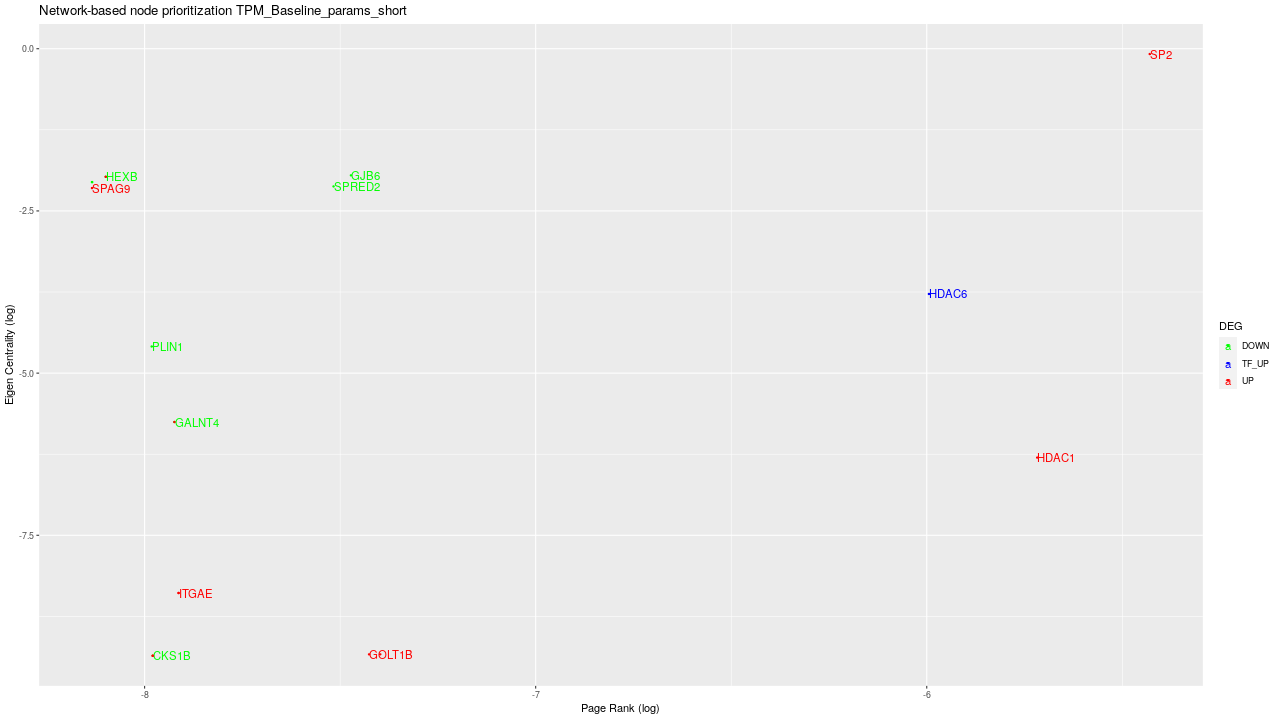 Network-based node prioritization TPM_Baseline_params_short
0.0
-2.5
-5.0
-7.5
Eigen Centrality (log)
SP2
HEXB
SPAG9
GJB6
SPRED2
HDAC6
PLIN1
GALNT4
HDAC1
ITGAE
CKS1B
GOLT1B
-8
-7
-6
Page Rank (log)
DEG
a DOWN
a TF_UP
a UP